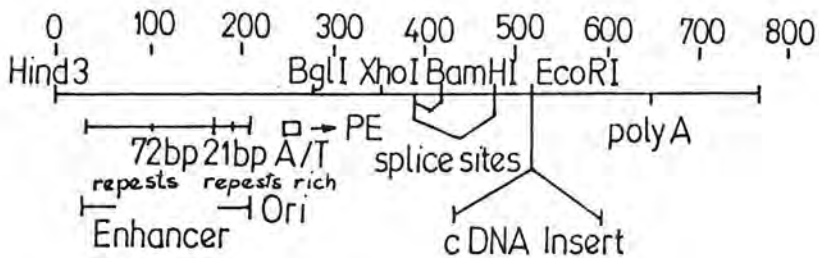 0 100 200 300 400 500 600 700 800
Hind3 BglI XhoI BamHI EcoRI
72bp 21bp A/T PE splice sites poly A
repests repests rich
Ori
Enhancer cDNA Insert